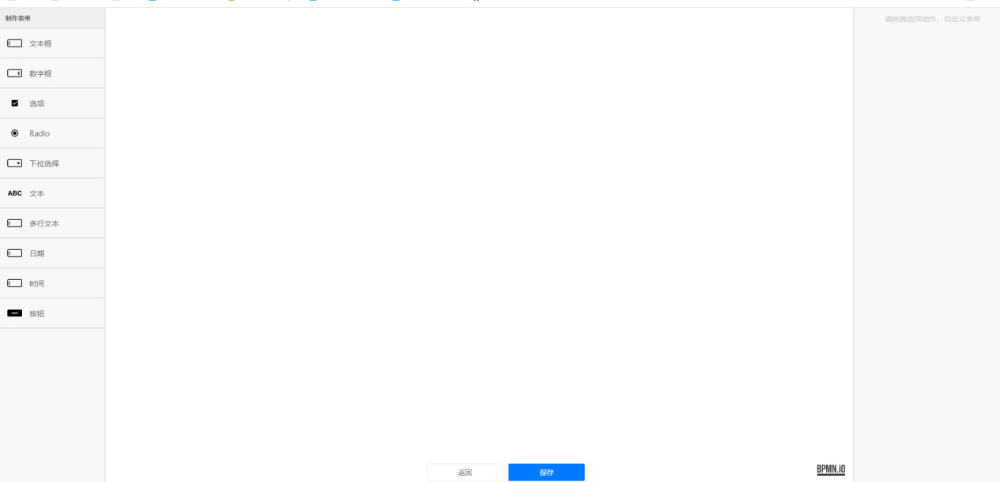 制作表单
请拖拽选择组件，自定义表单
文本框
数字框
选项
Radio
下拉选择
ABC 文本
多行文本
日期
时间
按钮
返回
保存
BPMN.iO